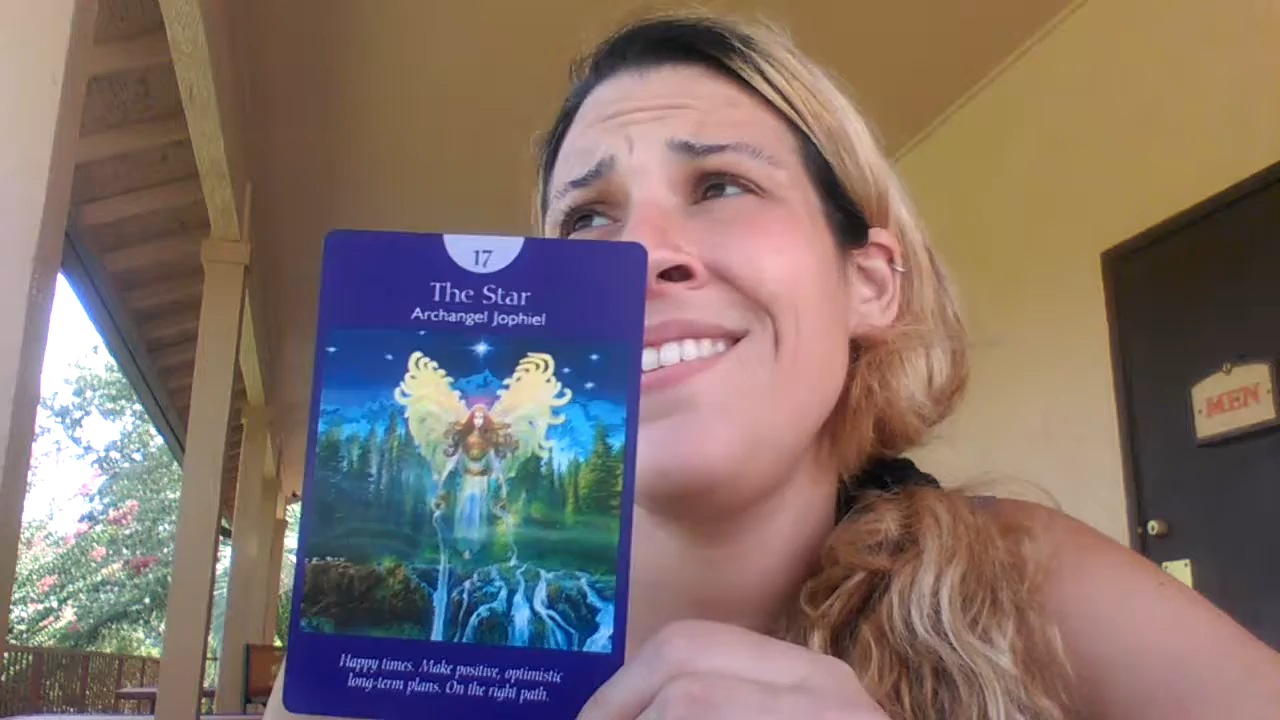 17
The Star
Archangel Jophiel
Happy times. Make positive, optimistic
long-term plans. On the right path.
MEN